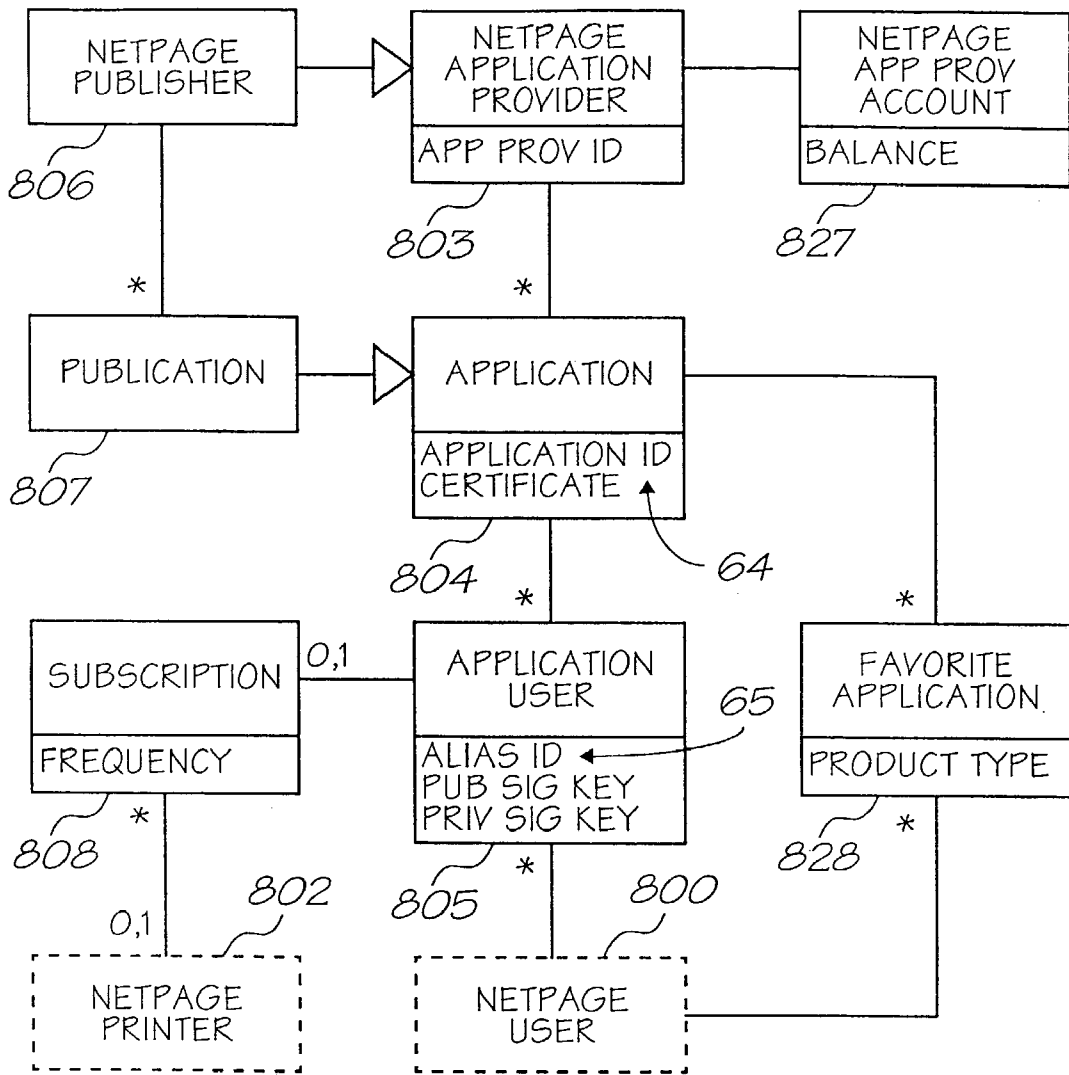 NETPAGE
PUBLISHER
806
NETPAGE
APPLICATION
PROVIDER
APP PROV ID
803
NETPAGE
APP PROV
ACCOUNT
BALANCE
827
*
*
PUBLICATION
807
APPLICATION
APPLICATION ID
CERTIFICATE
804
64
*
*
SUBSCRIPTION
FREQUENCY
808
0,1
APPLICATION
USER
ALIAS ID
PUB SIG KEY
PRIV SIG KEY
805
65
FAVORITE
APPLICATION
PRODUCT TYPE
828
*
*
*
0,1
802
NETPAGE
PRINTER
800
NETPAGE
USER